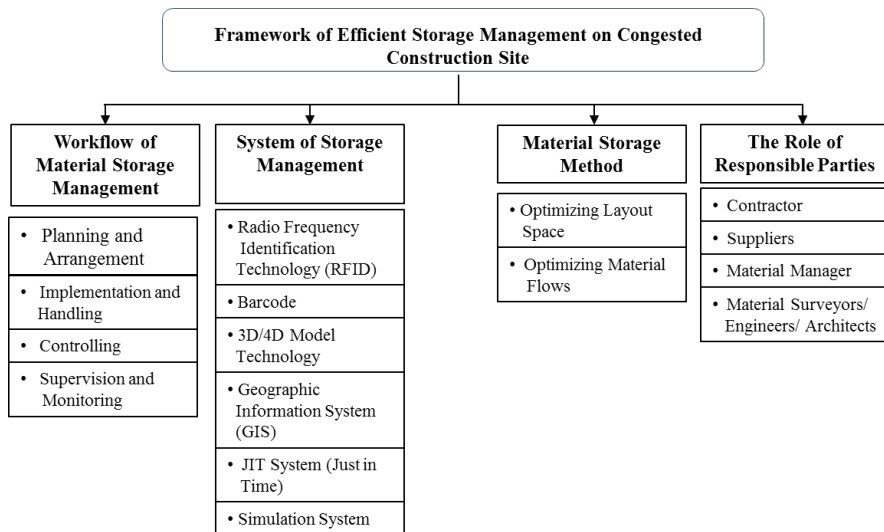 Framework of Efficient Storage Management on Congested
Construction Site
Workflow of
Material Storage
Management
• Planning and
Arrangement
• Implementation and
Handling
• Controlling
• Supervision and
Monitoring
System of Storage
Management
• Radio Frequency
Identification
Technology (RFID)
• Barcode
• 3D/4D Model
Technology
• Geographic
Information System
(GIS)
• JIT System (Just in
Time)
• Simulation System
Material Storage
Method
• Optimizing Layout
Space
• Optimizing Material
Flows
The Role of
Responsible Parties
• Contractor
• Suppliers
• Material Manager
• Material Surveyors/
Engineers/ Architects